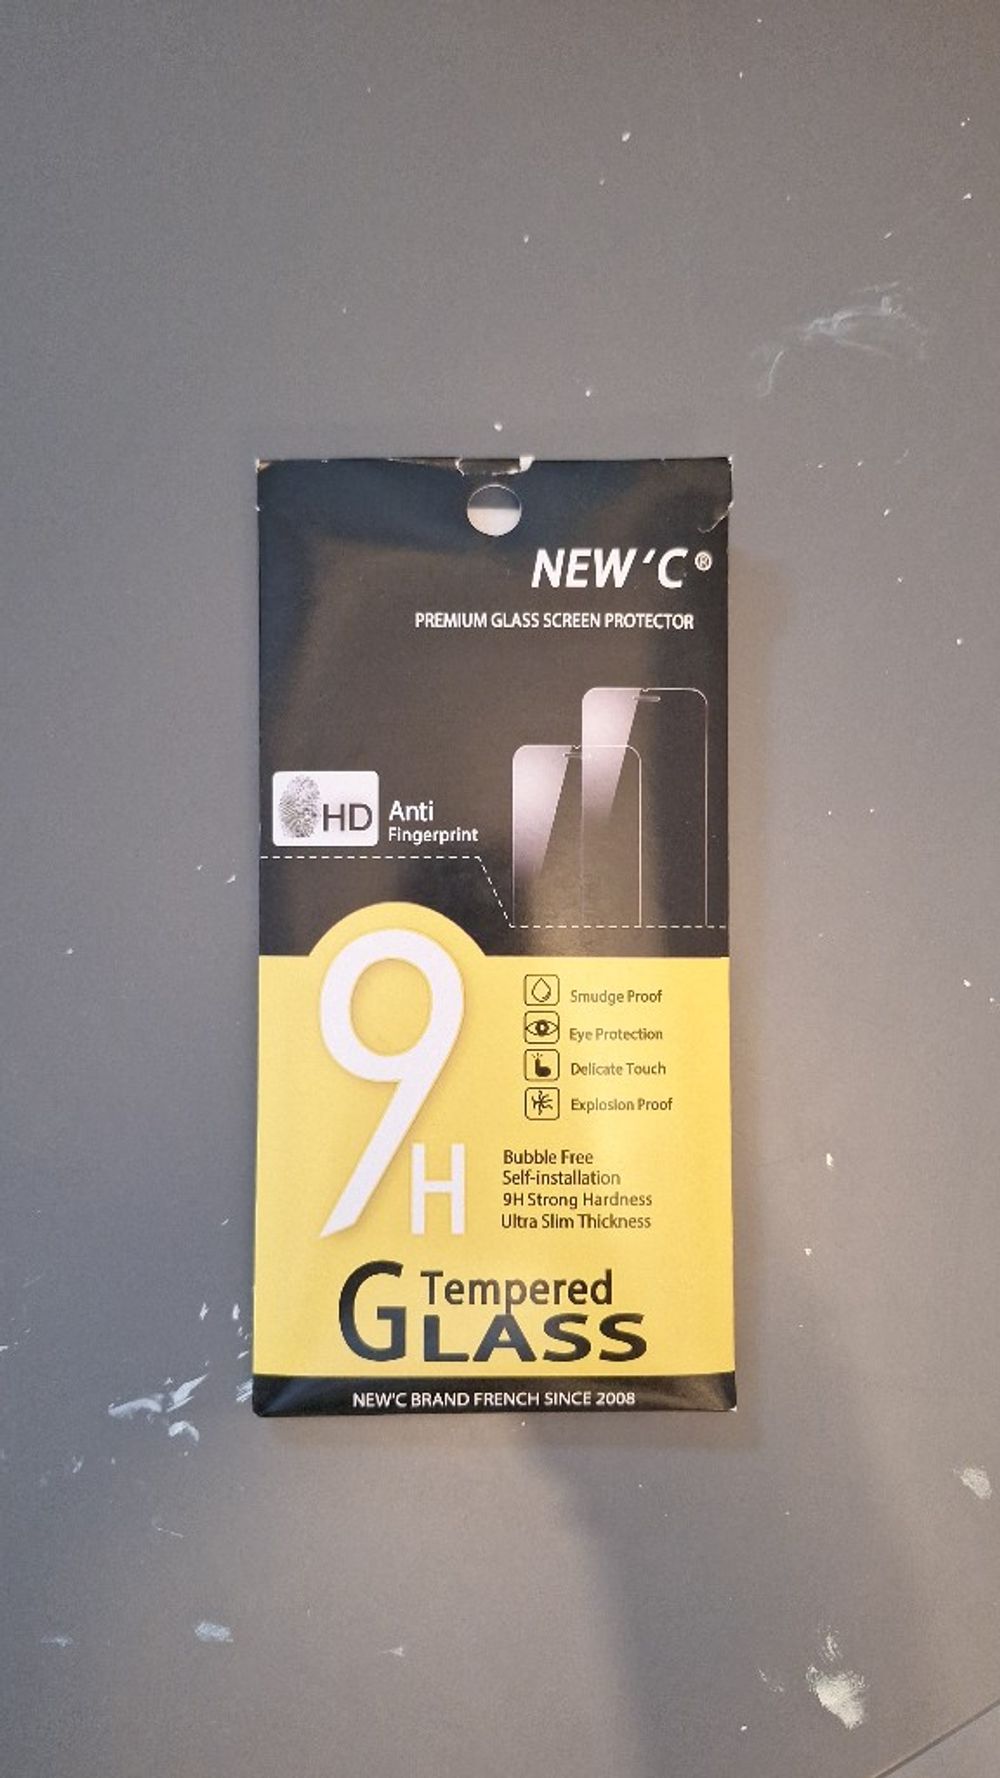 NEW'C®
PREMIUM GLASS SCREEN PROTECTOR
HD
Anti
Fingerprint
9H
Smudge Proof
Eye Protection
Delicate Touch
Explosion Proof
Bubble Free
Self-installation
9H Strong Hardness
Ultra Slim Thickness
Tempered
GLASS
NEW'C BRAND FRENCH SINCE 2008